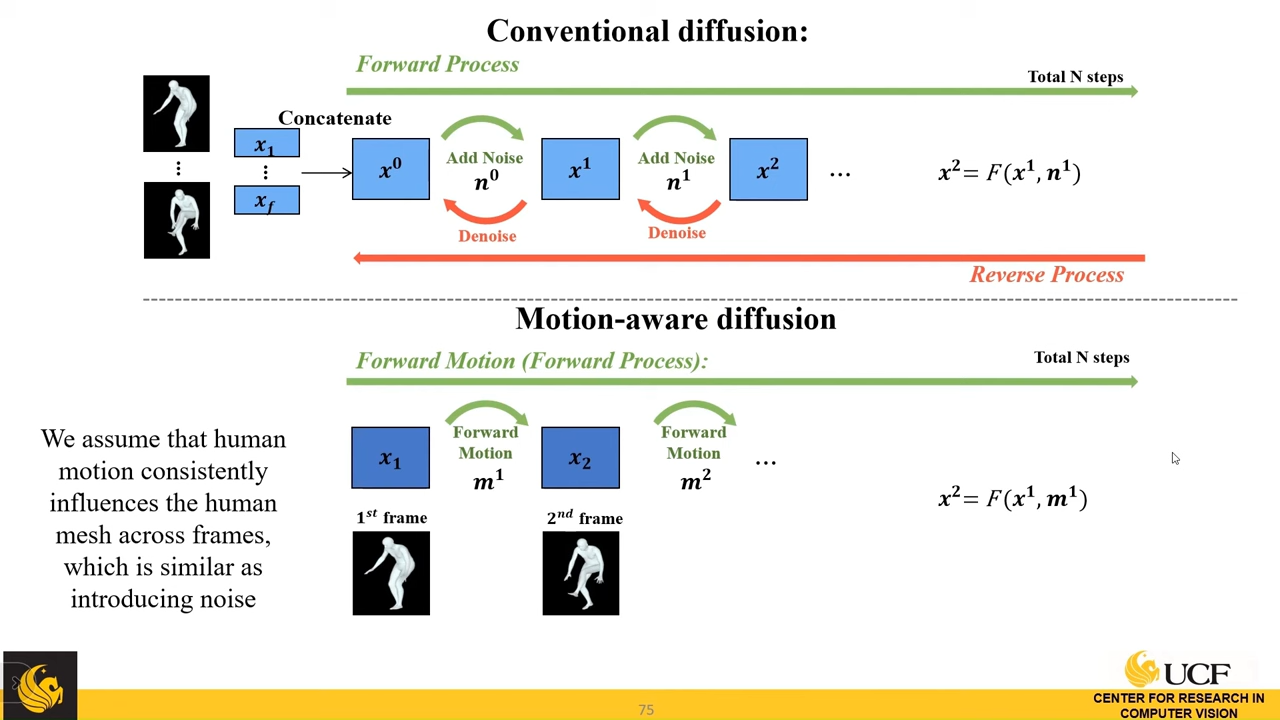 Conventional diffusion:
Forward Process
Total N steps
Concatenate
x₁
⋮
x_f
x⁰
Add Noise
n⁰
Denoise
x¹
Add Noise
n¹
Denoise
x²
...
x² = F(x¹, n¹)
Reverse Process
Motion-aware diffusion
Forward Motion (Forward Process):
Total N steps
We assume that human
motion consistently
influences the human
mesh across frames,
which is similar as
introducing noise
x₁
Forward
Motion
m¹
x₂
Forward
Motion
m²
...
x² = F(x¹, m¹)
1ˢᵗ frame
2ⁿᵈ frame
UCF
CENTER FOR RESEARCH IN
COMPUTER VISION
75